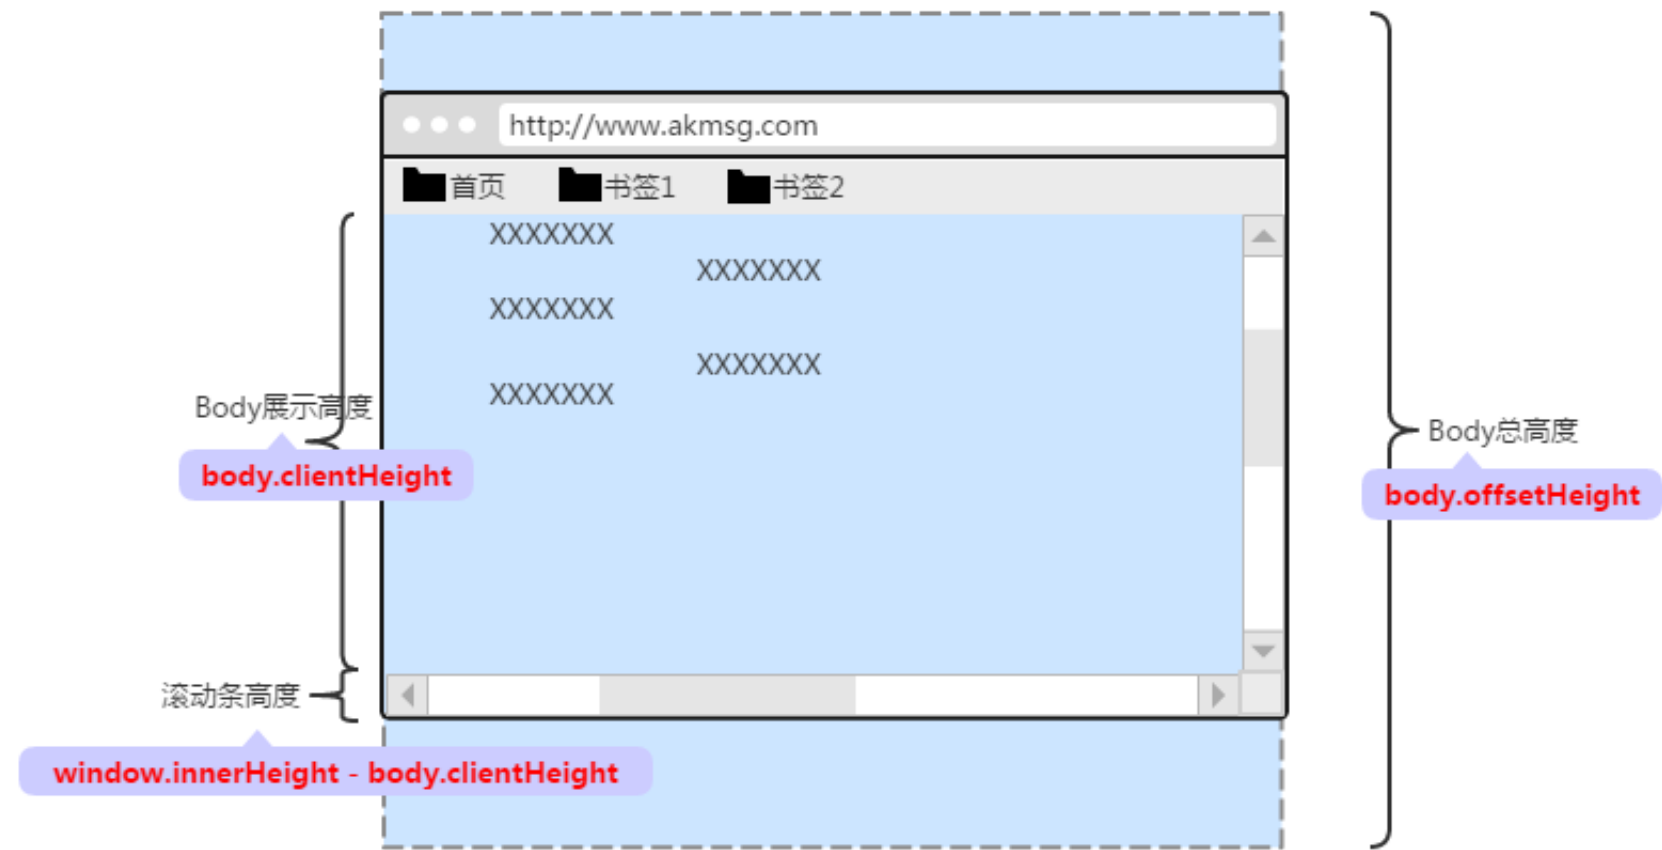 http://www.akmsg.com
首页 书签1 书签2
XXXXXXX
XXXXXXX
XXXXXXX
XXXXXXX
XXXXXXX
Body展示高度
body.clientHeight
Body总高度
body.offsetHeight
滚动条高度
window.innerHeight - body.clientHeight